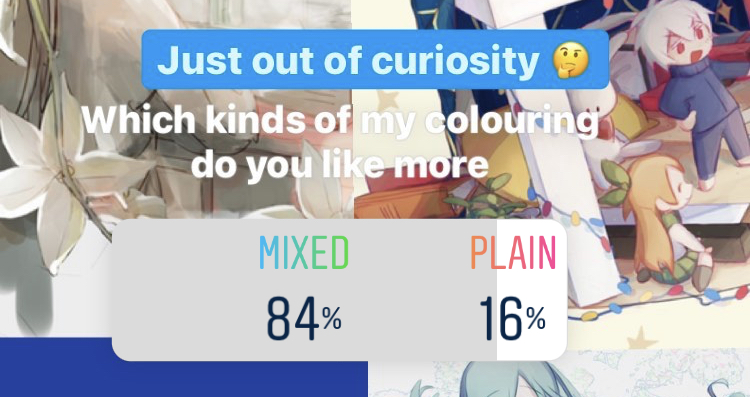 Just out of curiosity 🤔
Which kinds of my colouring
do you like more
MIXED PLAIN
84% 16%